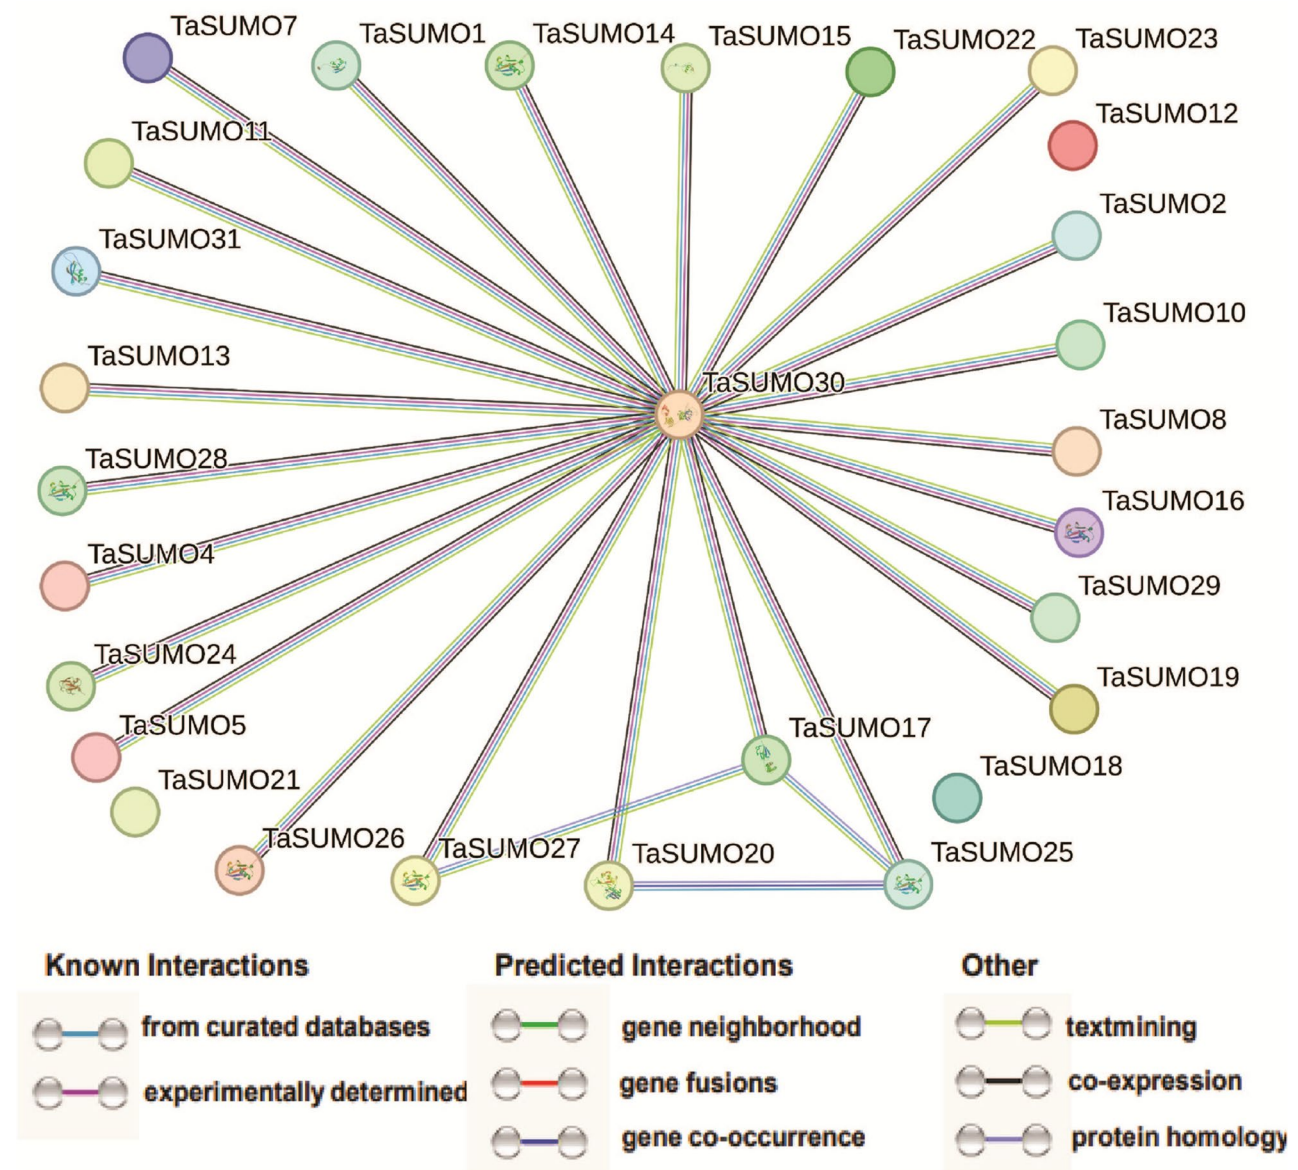 TaSUMO7
TaSUMO1
TaSUMO14
TaSUMO15
TaSUMO22
TaSUMO23
TaSUMO12
TaSUMO11
TaSUMO2
TaSUMO31
TaSUMO10
TaSUMO13
TaSUMO30
TaSUMO8
TaSUMO28
TaSUMO16
TaSUMO4
TaSUMO29
TaSUMO24
TaSUMO19
TaSUMO5
TaSUMO17
TaSUMO21
TaSUMO18
TaSUMO26
TaSUMO27
TaSUMO20
TaSUMO25
Known Interactions
from curated databases
experimentally determined
Predicted Interactions
gene neighborhood
gene fusions
gene co-occurrence
Other
textmining
co-expression
protein homology